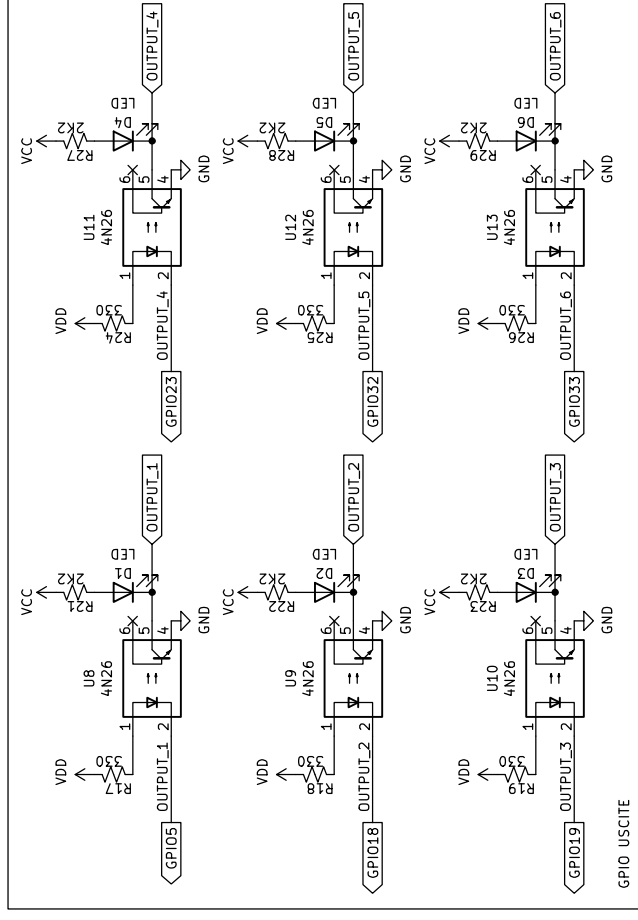 VCC
R21
2K2
D1
LED
VDD
R17
330
U8
4N26
1
2
6
5
4
GND
GPIO5
OUTPUT_1
OUTPUT_1
VCC
R27
2K2
D4
LED
VDD
R24
330
U11
4N26
1
2
6
5
4
GND
GPIO23
OUTPUT_4
OUTPUT_4
VCC
R22
2K2
D2
LED
VDD
R18
330
U9
4N26
1
2
6
5
4
GND
GPIO18
OUTPUT_2
OUTPUT_2
VCC
R28
2K2
D5
LED
VDD
R25
330
U12
4N26
1
2
6
5
4
GND
GPIO32
OUTPUT_5
OUTPUT_5
VCC
R23
2K2
D3
LED
VDD
R19
330
U10
4N26
1
2
6
5
4
GND
GPIO19
OUTPUT_3
OUTPUT_3
VCC
R29
2K2
D6
LED
VDD
R26
330
U13
4N26
1
2
6
5
4
GND
GPIO33
OUTPUT_6
OUTPUT_6
GPIO USCITE